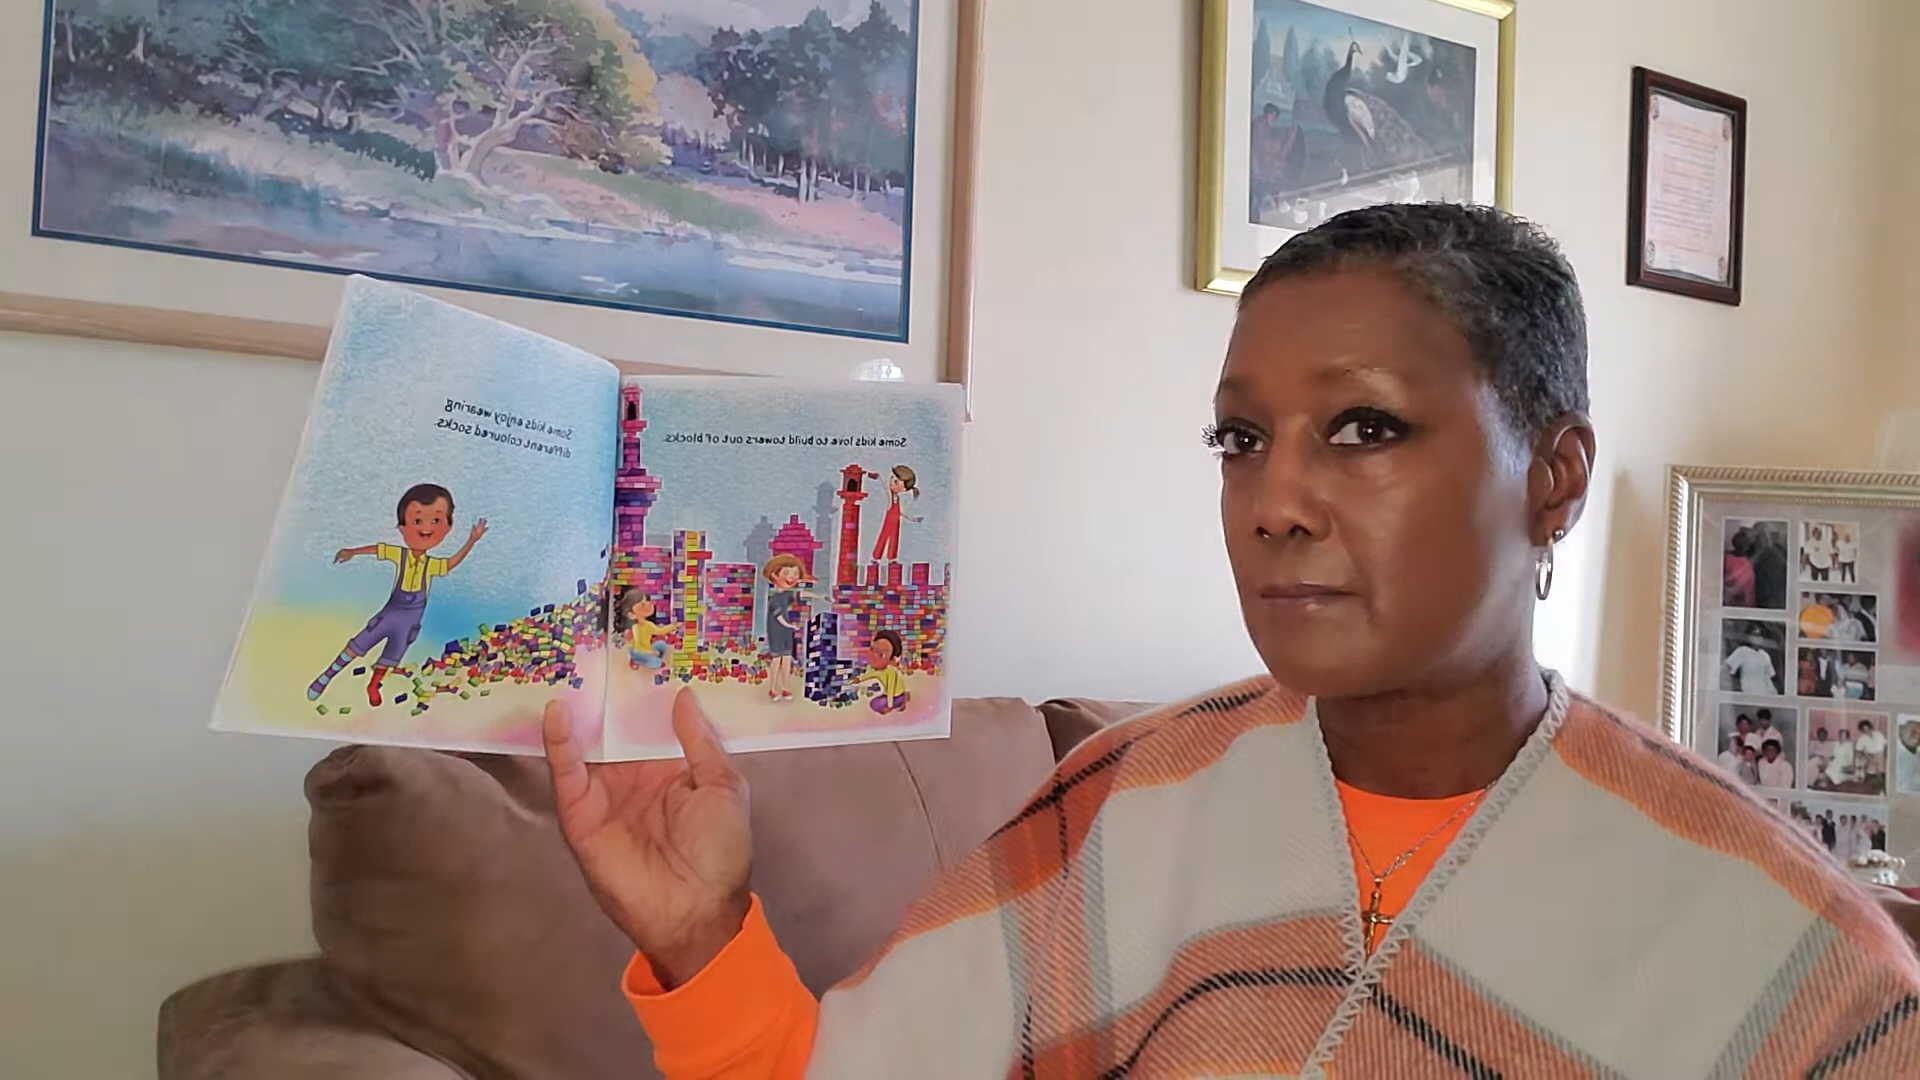 Some kids enjoy wearing
different coloured socks.
Some kids love to build towers out of blocks.